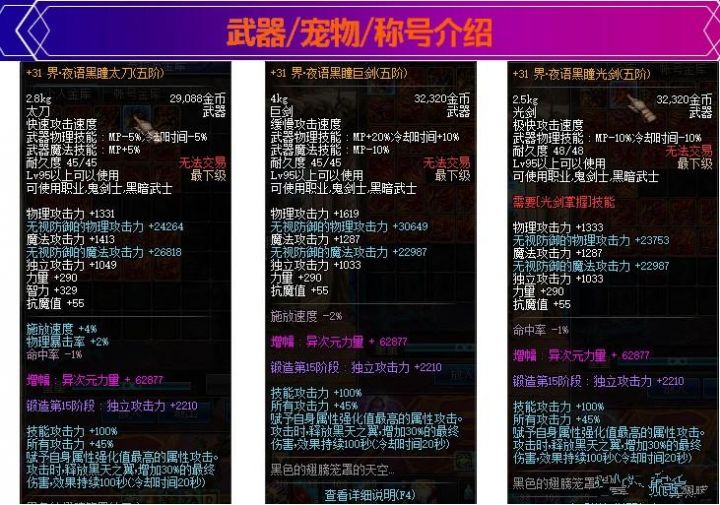 武器/宠物/称号介绍
+31 界·夜语黑瞳太刀(五阶)
2.8kg 29,088金币
太刀 武器
快速攻击速度
武器物理技能：MP-5%,冷却时间-5%
武器魔法技能：MP+5%
耐久度 45/45 无法交易
Lv95以上可以使用 最下级
可使用职业,鬼剑士,黑暗武士
物理攻击力 +1331
无视防御的物理攻击力 +24264
魔法攻击力 +1413
无视防御的魔法攻击力 +26818
独立攻击力 +1049
力量 +290
智力 +329
抗魔值 +55
施放速度 +4%
物理暴击率 +2%
命中率 -1%
增幅：异次元力量 + 62877
锻造第15阶段：独立攻击力 +2210
技能攻击力 +100%
所有攻击力 +45%
赋予自身属性强化值最高的属性攻击。
攻击时,释放黑天之翼,增加30%的最终
伤害,效果持续100秒(冷却时间20秒)
+31 界·夜语黑瞳巨剑(五阶)
4kg 32,320金币
巨剑 武器
缓慢攻击速度
武器物理技能：MP+20%冷却时间+10%
耐久度 45/45 无法交易
Lv95以上可以使用 最下级
可使用职业,鬼剑士,黑暗武士
物理攻击力 +1619
无视防御的物理攻击力 +30649
魔法攻击力 +1287
无视防御的魔法攻击力 +22987
独立攻击力 +1033
力量 +290
抗魔值 +55
施放速度 -2%
增幅：异次元力量 + 62877
锻造第15阶段：独立攻击力 +2210
技能攻击力 +100%
所有攻击力 +45%
赋予自身属性强化值最高的属性攻击。
攻击时,释放黑天之翼,增加30%的最终
伤害,效果持续100秒(冷却时间20秒)
黑色的翅膀笼罩的天空…
查看详细说明(F4)
+31 界·夜语黑瞳光剑(五阶)
2.5kg 32,320金币
光剑 武器
极快攻击速度
武器物理技能：MP-10%冷却时间-10%
耐久度 48/48 无法交易
Lv95以上可以使用 最下级
可使用职业,鬼剑士,黑暗武士
需要[光剑掌握]技能
物理攻击力 +1333
无视防御的物理攻击力 +23753
魔法攻击力 +1287
无视防御的魔法攻击力 +22987
独立攻击力 +1033
力量 +290
抗魔值 +55
命中率 -1%
增幅：异次元力量 + 62877
锻造第15阶段：独立攻击力 +2210
技能攻击力 +100%
所有攻击力 +45%
赋予自身属性强化值最高的属性攻击。
攻击时,释放黑天之翼,增加30%的最终
伤害,效果持续100秒(冷却时间20秒)
黑色的翅膀笼罩